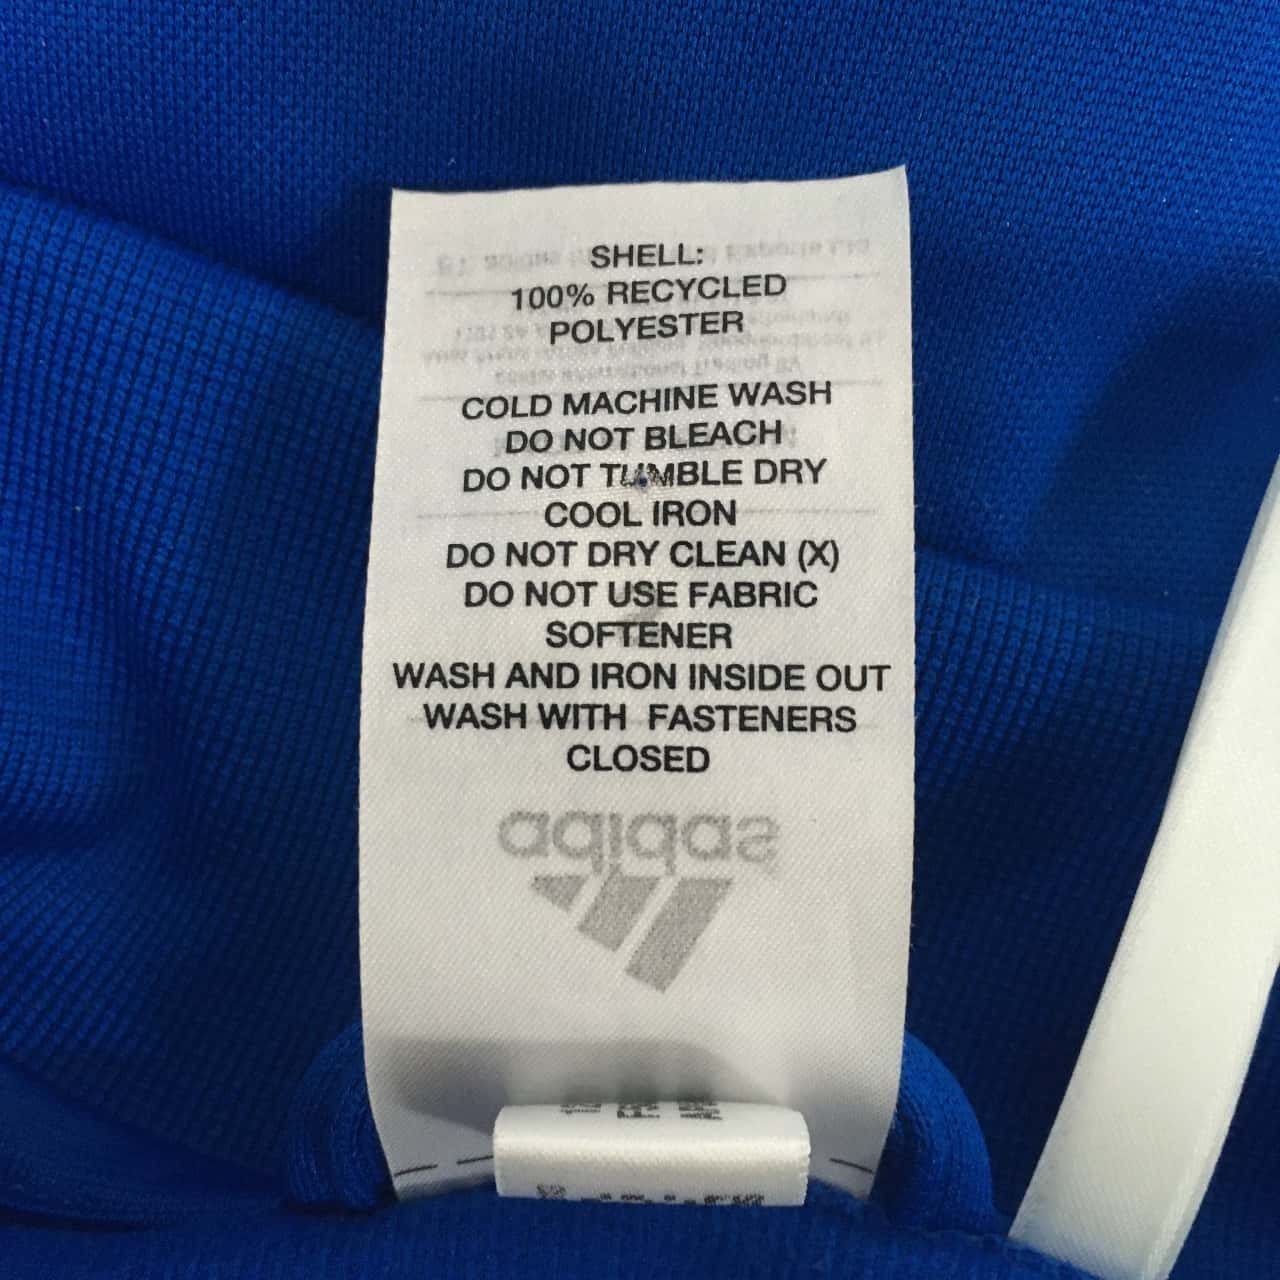 SHELL:
100% RECYCLED
POLYESTER
COLD MACHINE WASH
DO NOT BLEACH
DO NOT TUMBLE DRY
COOL IRON
DO NOT DRY CLEAN (X)
DO NOT USE FABRIC
SOFTENER
WASH AND IRON INSIDE OUT
WASH WITH  FASTENERS
CLOSED
adidas